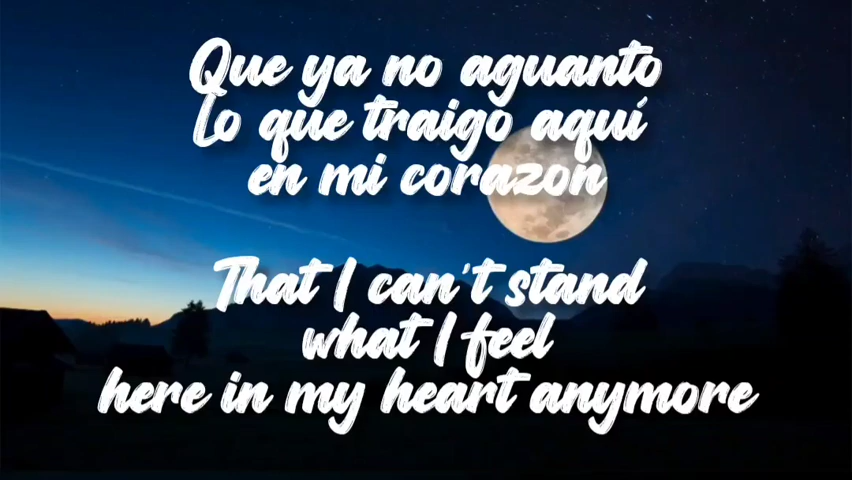 Que ya no aguanto
Lo que traigo aquí
en mi corazon
That I can't stand
what I feel
here in my heart anymore